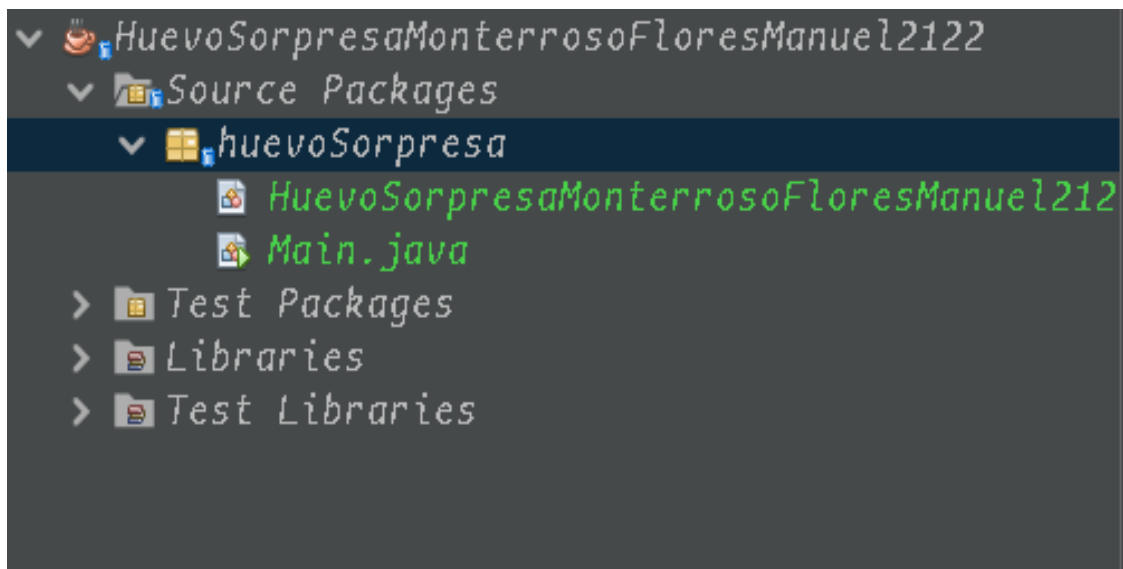 HuevoSorpresaMonterrosoFloresManuel2122
Source Packages
huevoSorpresa
HuevoSorpresaMonterrosoFloresManuel212
Main.java
Test Packages
Libraries
Test Libraries